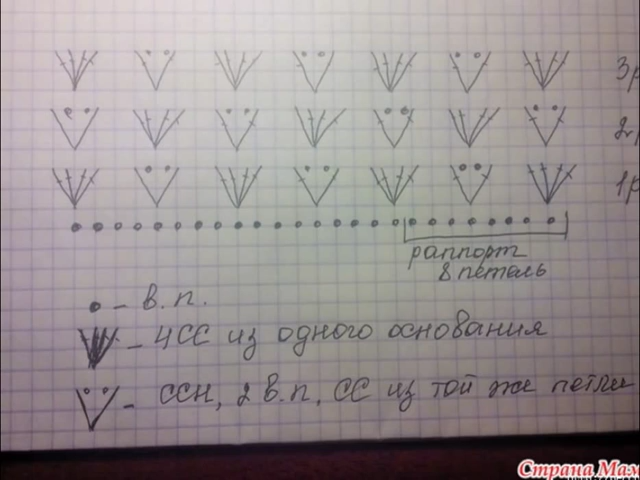 3р
2р
1р
раппорт
8 петель
- в.п.
- 4СС из одного основания
- ССН, 2 в.п, СС из той же петли
Страна Мам